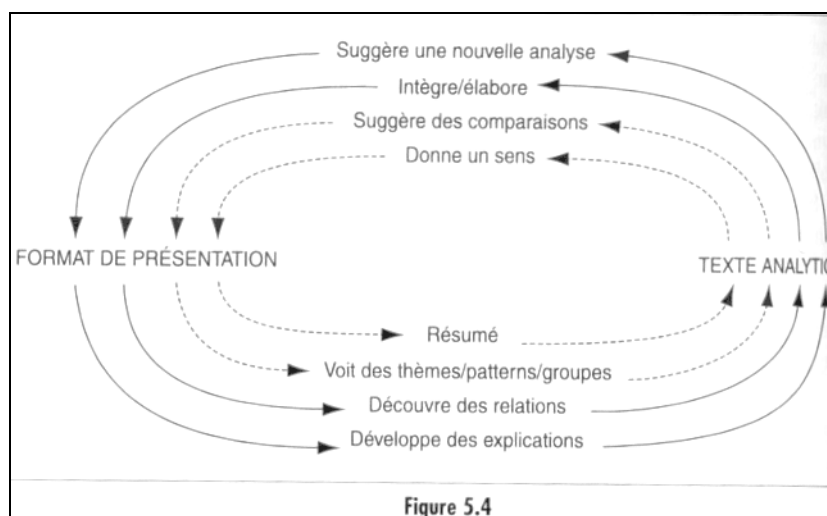 Suggère une nouvelle analyse
Intègre/élabore
Suggère des comparaisons
Donne un sens
FORMAT DE PRÉSENTATION
TEXTE ANALYTIC
Résumé
Voit des thèmes/patterns/groupes
Découvre des relations
Développe des explications
Figure 5.4